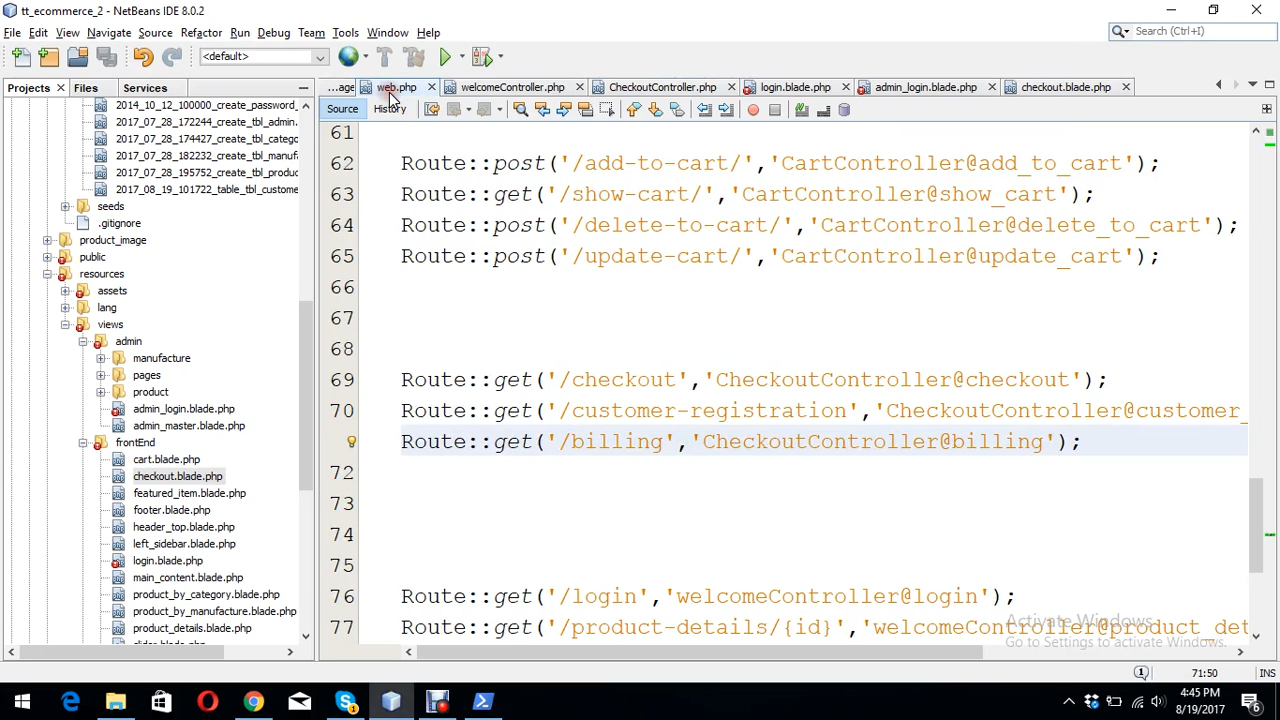 tt_ecommerce_2 - NetBeans IDE 8.0.2
File Edit View Navigate Source Refactor Run Debug Team Tools Window Help
Search (Ctrl+I)
<default>
Projects Files Services
...age web.php welcomeController.php CheckoutController.php login.blade.php admin_login.blade.php checkout.blade.php
Source History
2014_10_12_100000_create_password_
2017_07_28_172244_create_tbl_admin.
2017_07_28_174427_create_tbl_catego
2017_07_28_182232_create_tbl_manufa
2017_07_28_195752_create_tbl_produc
2017_08_19_101722_table_tbl_custome
seeds
.gitignore
product_image
public
resources
assets
lang
views
admin
manufacture
pages
product
admin_login.blade.php
admin_master.blade.php
frontEnd
cart.blade.php
checkout.blade.php
featured_item.blade.php
footer.blade.php
header_top.blade.php
left_sidebar.blade.php
login.blade.php
main_content.blade.php
product_by_category.blade.php
product_by_manufacture.blade.php
product_details.blade.php
61
62 Route::post('/add-to-cart/','CartController@add_to_cart');
63 Route::get('/show-cart/','CartController@show_cart');
64 Route::post('/delete-to-cart/','CartController@delete_to_cart');
65 Route::post('/update-cart/','CartController@update_cart');
66
67
68
69 Route::get('/checkout','CheckoutController@checkout');
70 Route::get('/customer-registration','CheckoutController@customer_
Route::get('/billing','CheckoutController@billing');
72
73
74
75
76 Route::get('/login','welcomeController@login');
77 Route::get('/product-details/{id}','welcomeController@product_det
Activate Windows
Go to Settings to activate Windows.
1 71:50 INS
4:45 PM
8/19/2017
6